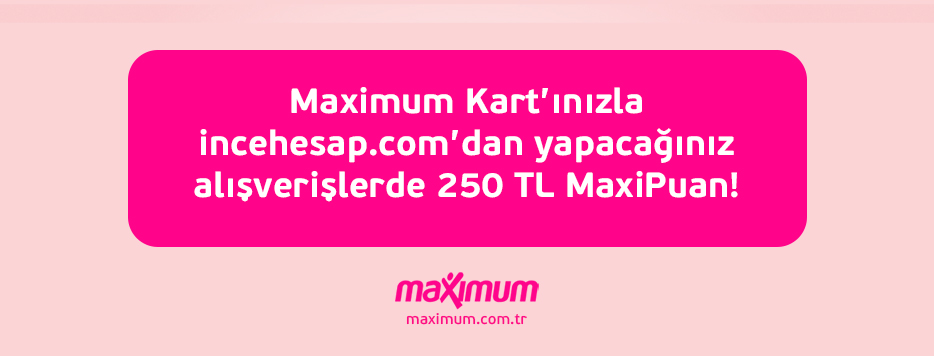 Maximum Kart'ınızla
incehesap.com'dan yapacağınız
alışverişlerde 250 TL MaxiPuan!
maximum
maximum.com.tr